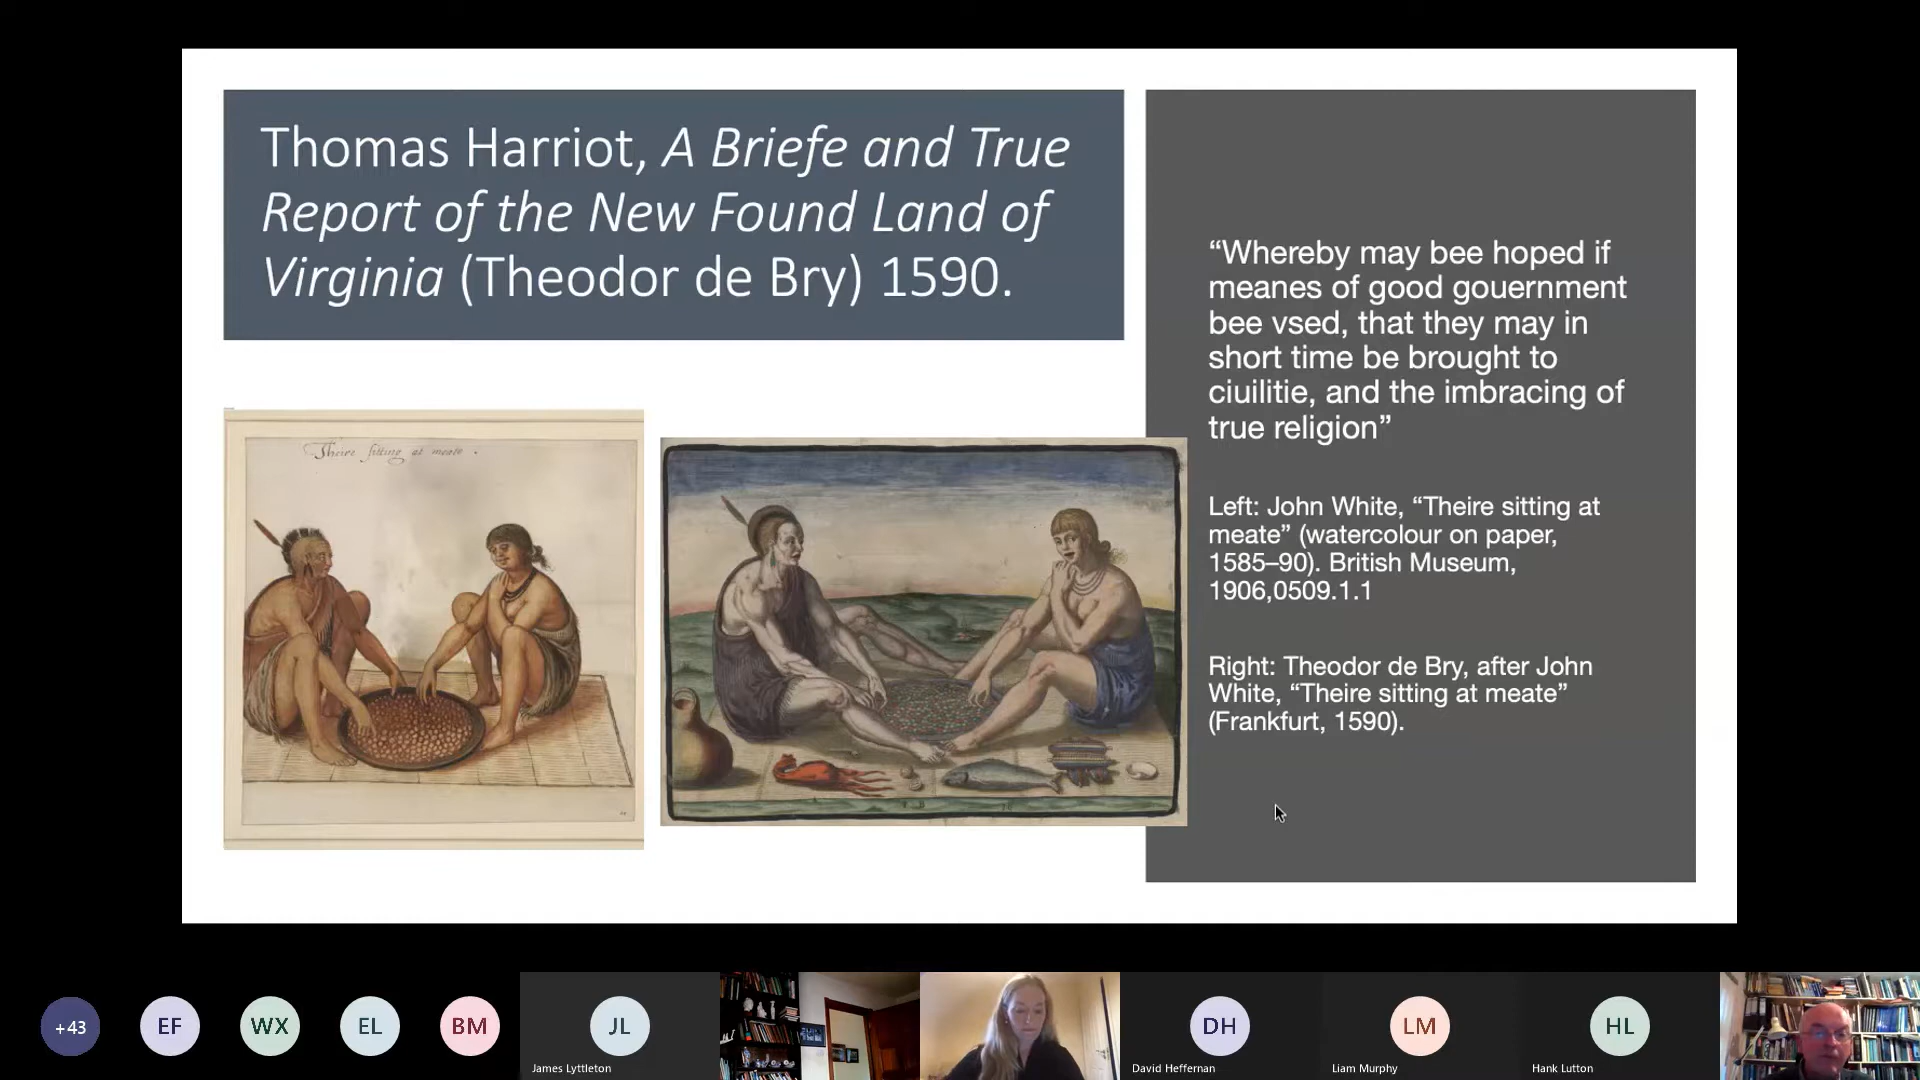 Thomas Harriot, A Briefe and True
Report of the New Found Land of
Virginia (Theodor de Bry) 1590.
Theire sitting at meate .
“Whereby may bee hoped if
meanes of good gouernment
bee vsed, that they may in
short time be brought to
ciuilitie, and the imbracing of
true religion”
Left: John White, “Theire sitting at
meate” (watercolour on paper,
1585–90). British Museum,
1906,0509.1.1
Right: Theodor de Bry, after John
White, “Theire sitting at meate”
(Frankfurt, 1590).
+43
EF
WX
EL
BM
JL
James Lyttleton
DH
David Heffernan
LM
Liam Murphy
HL
Hank Lutton